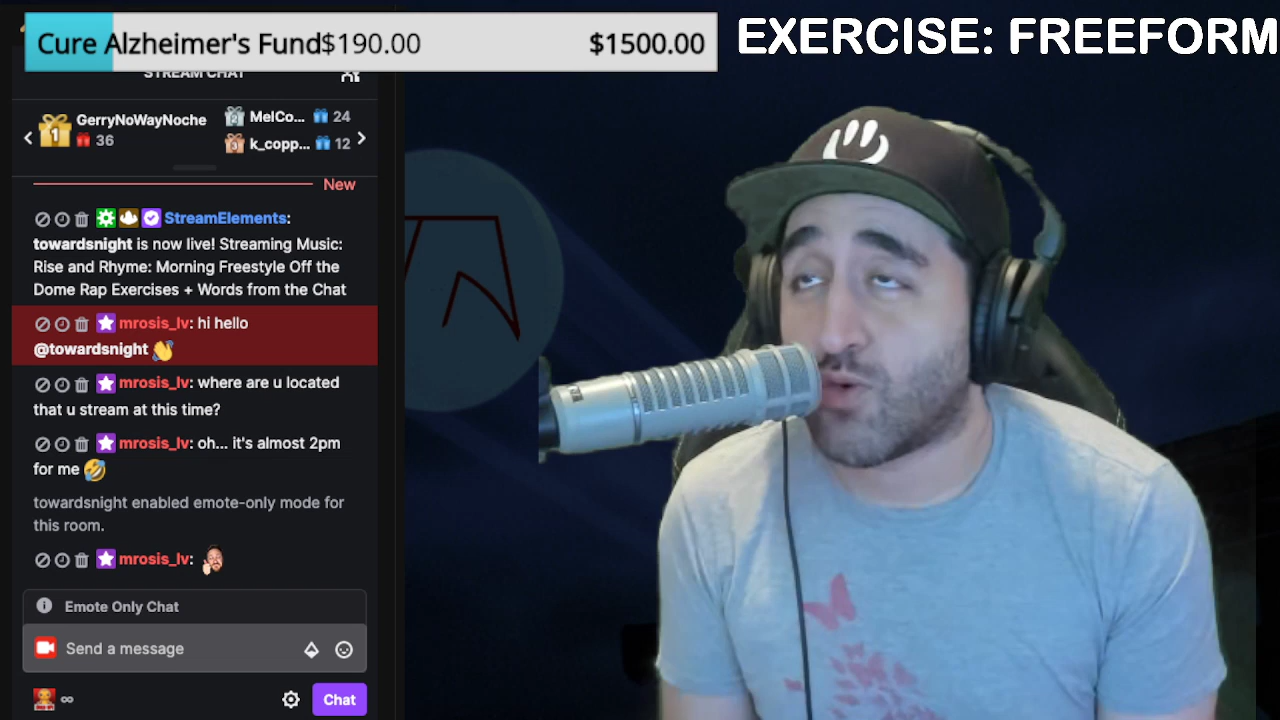 Cure Alzheimer's Fund$190.00 $1500.00
EXERCISE: FREEFORM
STREAM CHAT
GerryNoWayNoche
36
MelCo... 24
k_copp... 12
New
StreamElements:
towardsnight is now live! Streaming Music:
Rise and Rhyme: Morning Freestyle Off the
Dome Rap Exercises + Words from the Chat
mrosis_lv: hi hello
@towardsnight
mrosis_lv: where are u located
that u stream at this time?
mrosis_lv: oh... it's almost 2pm
for me
towardsnight enabled emote-only mode for
this room.
mrosis_lv:
Emote Only Chat
Send a message
Chat